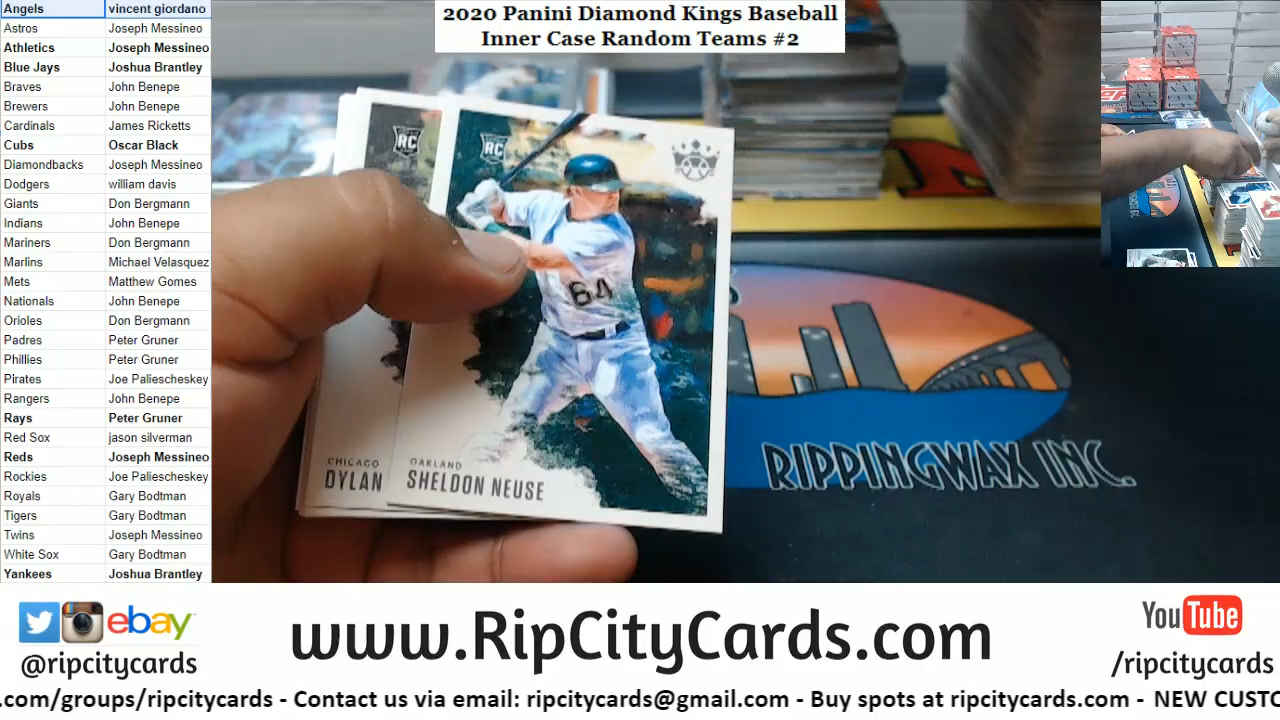 Angels vincent giordano
Astros Joseph Messineo
Athletics Joseph Messineo
Blue Jays Joshua Brantley
Braves John Benepe
Brewers John Benepe
Cardinals James Ricketts
Cubs Oscar Black
Diamondbacks Joseph Messineo
Dodgers william davis
Giants Don Bergmann
Indians John Benepe
Mariners Don Bergmann
Marlins Michael Velasquez
Mets Matthew Gomes
Nationals John Benepe
Orioles Don Bergmann
Padres Peter Gruner
Phillies Peter Gruner
Pirates Joe Paliescheskey
Rangers John Benepe
Rays Peter Gruner
Red Sox jason silverman
Reds Joseph Messineo
Rockies Joe Paliescheskey
Royals Gary Bodtman
Tigers Gary Bodtman
Twins Joseph Messineo
White Sox Gary Bodtman
Yankees Joshua Brantley
2020 Panini Diamond Kings Baseball
Inner Case Random Teams #2
RC
RC
64
CHICAGO
DYLAN
OAKLAND
SHELDON NEUSE
RIPPINGWAX INC.
ebay
@ripcitycards
www.RipCityCards.com
YouTube
/ripcitycards
.com/groups/ripcitycards - Contact us via email: ripcitycards@gmail.com - Buy spots at ripcitycards.com - NEW CUSTO